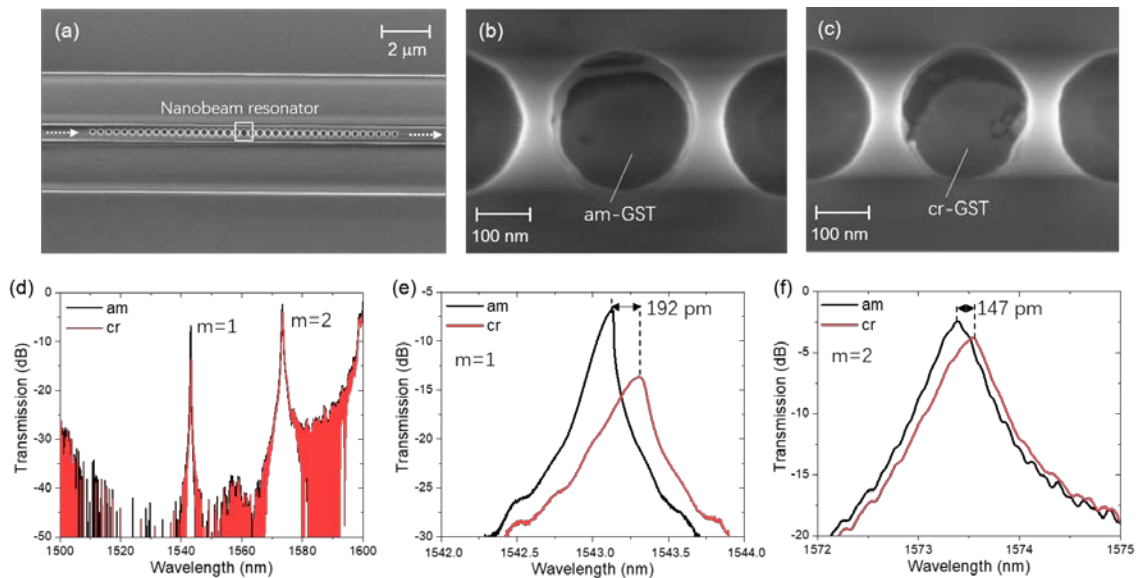 (a)
2 μm
Nanobeam resonator
(b)
am-GST
100 nm
(c)
cr-GST
100 nm
(d)
am
cr
m=1
m=2
Transmission (dB)
0
-10
-20
-30
-40
-50
1500 1520 1540 1560 1580 1600
Wavelength (nm)
(e)
am
cr
192 pm
m=1
Transmission (dB)
-5
-10
-15
-20
-25
-30
1542.0 1542.5 1543.0 1543.5 1544.0
Wavelength (nm)
(f)
am
cr
147 pm
m=2
Transmission (dB)
0
-5
-10
-15
-20
1572 1573 1574 1575
Wavelength (nm)